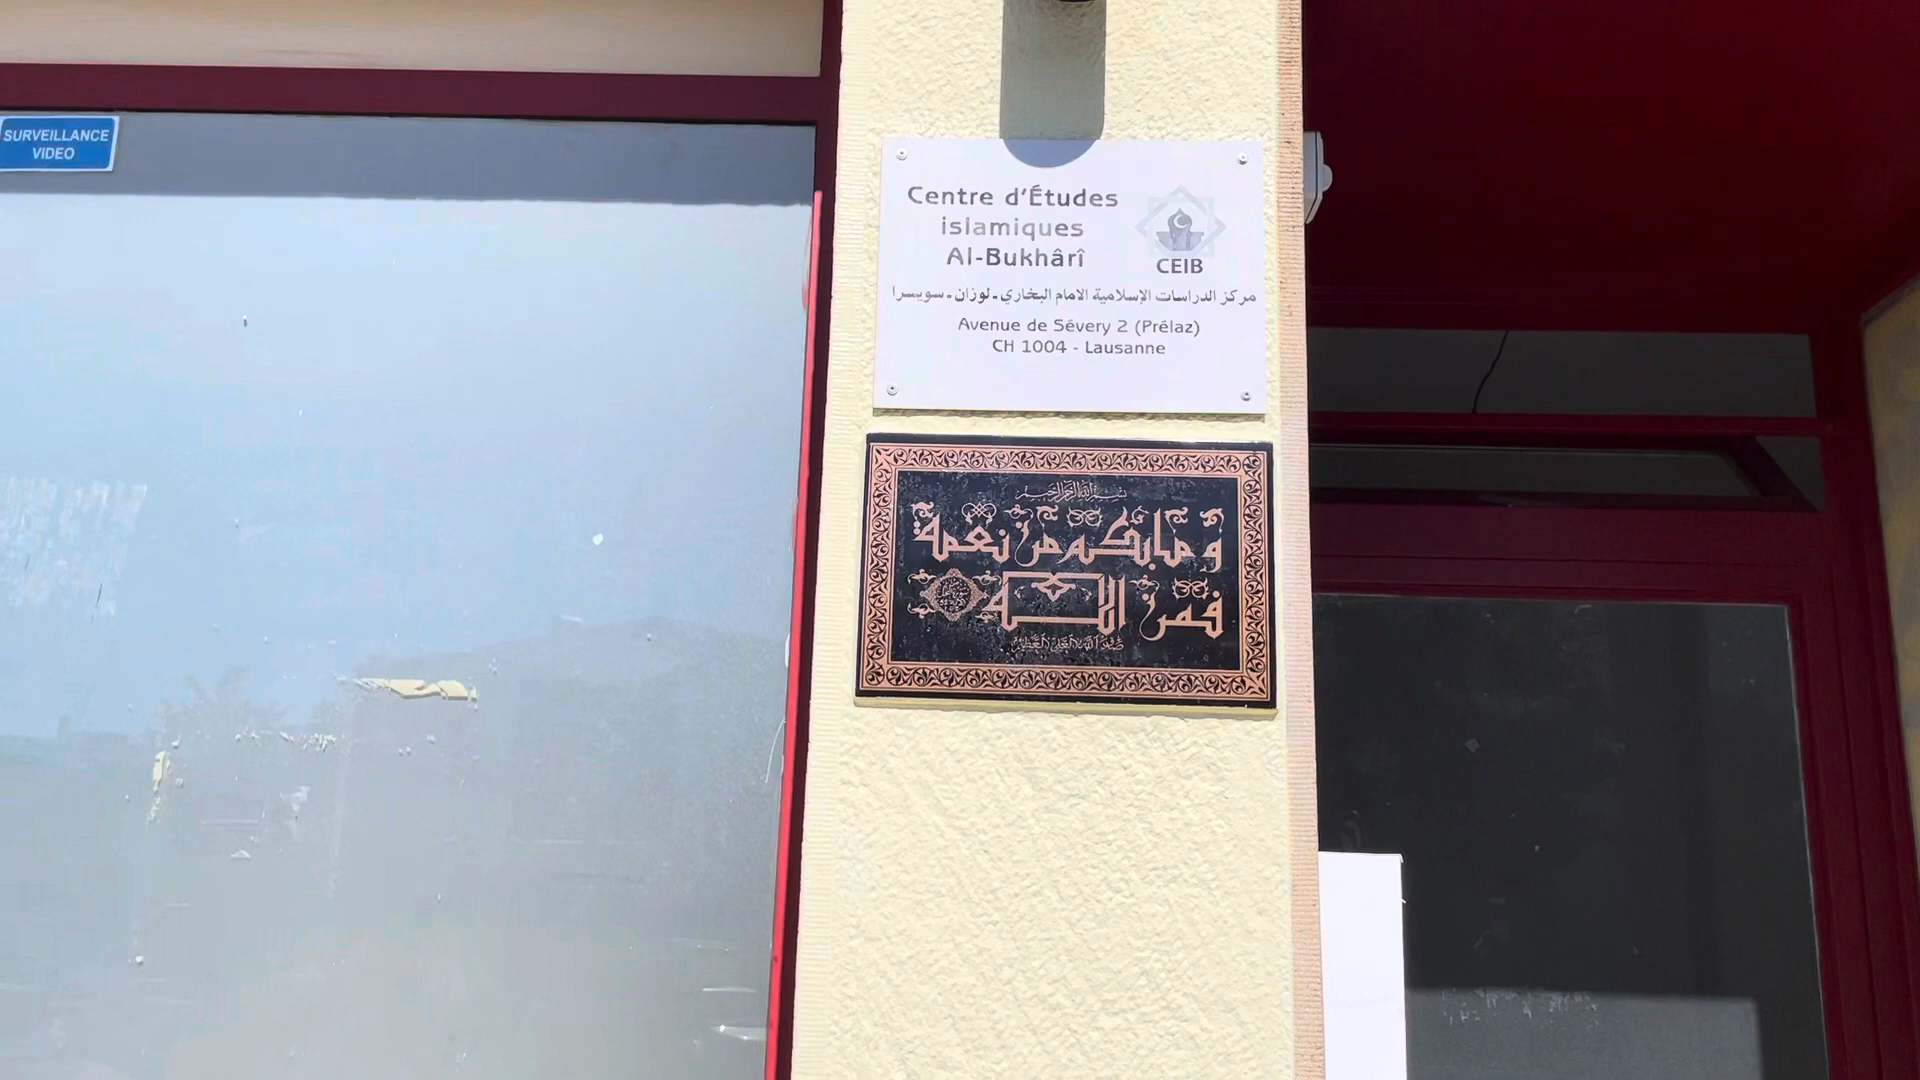 SURVEILLANCE
VIDEO
Centre d'Études
islamiques
Al-Bukhârî
CEIB
مركز الدراسات الإسلامية الامام البخاري - لوزان - سويسرا
Avenue de Sévery 2 (Prélaz)
CH 1004 - Lausanne
بسم الله الرحمن الرحيم
وما بكم من نعمة
فمن الله
صدق الله العلي العظيم